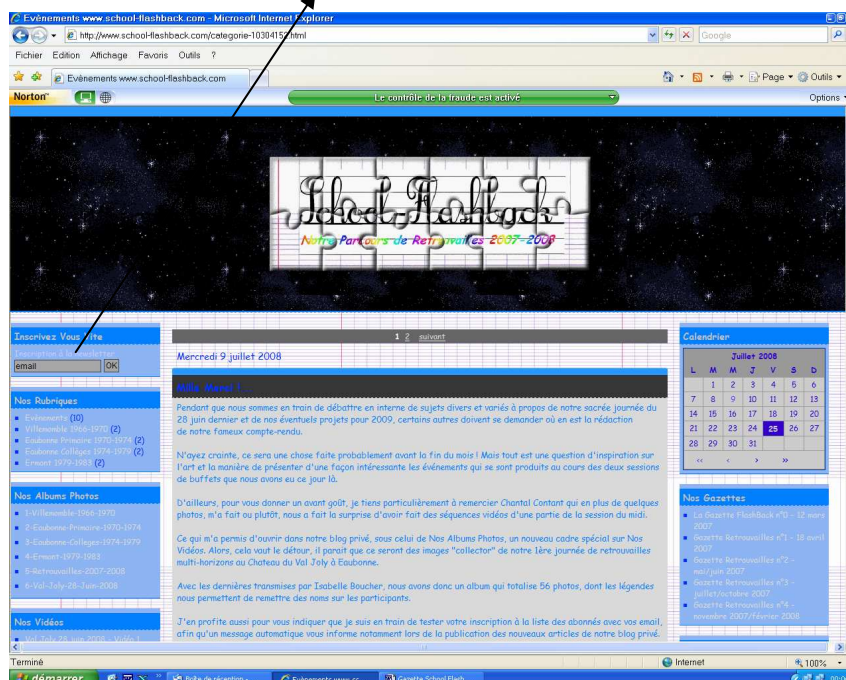 Evènements www.school-flashback.com - Microsoft Internet Explorer
http://www.school-flashback.com/categorie-10304152.html
Google
Fichier Edition Affichage Favoris Outils ?
Evènements www.school-flashback.com
Page
Outils
Norton
Le contrôle de la fraude est activé
Options
School-Flashback
Notre Parcours de Retrouvailles 2007-2008
Inscrivez Vous Vite
Inscription à la newsletter
email
OK
Nos Rubriques
Evènements (10)
Villemomble 1966-1970 (2)
Eaubonne Primaire 1970-1974 (2)
Eaubonne Collèges 1974-1979 (2)
Ermont 1979-1983 (2)
Nos Albums Photos
1-Villemomble-1966-1970
2-Eaubonne-Primaire-1970-1974
3-Eaubonne-Colleges-1974-1979
4-Ermont-1979-1983
5-Retrouvailles-2007-2008
6-Val-Joly-28-Juin-2008
Nos Vidéos
Val Joly 28 juin 2008 - Vidéo 1
1 2 suivant
Mercredi 9 juillet 2008
Mille Merci !...
Pendant que nous sommes en train de débattre en interne de sujets divers et variés à propos de notre sacrée journée du
28 juin dernier et de nos éventuels projets pour 2009, certains autres doivent se demander où en est la rédaction
de notre fameux compte-rendu.
N'ayez crainte, ce sera une chose faite probablement avant la fin du mois ! Mais tout est une question d'inspiration sur
l'art et la manière de présenter d'une façon intéressante les événements qui se sont produits au cours des deux sessions
de buffets que nous avons eu ce jour là.
D'ailleurs, pour vous donner un avant goût, je tiens particulièrement à remercier Chantal Contant qui en plus de quelques
photos, m'a fait ou plutôt, nous a fait la surprise d'avoir fait des séquences vidéos d'une partie de la session du midi.
Ce qui m'a permis d'ouvrir dans notre blog privé, sous celui de Nos Albums Photos, un nouveau cadre spécial sur Nos
Vidéos. Alors, cela vaut le détour, il parait que ce seront des images "collector" de notre 1ère journée de retrouvailles
multi-horizons au Chateau du Val Joly à Eaubonne.
Avec les dernières transmises par Isabelle Boucher, nous avons donc un album qui totalise 56 photos, dont les légendes
nous permettent de remettre des noms sur les participants.
J'en profite aussi pour vous indiquer que je suis en train de tester votre inscription à la liste des abonnés avec vos email,
afin qu'un message automatique vous informe notamment lors de la publication des nouveaux articles de notre blog privé.
Calendrier
Juillet 2008
L M M J V S D
1 2 3 4 5 6
7 8 9 10 11 12 13
14 15 16 17 18 19 20
21 22 23 24 25 26 27
28 29 30 31
<< < > >>
Nos Gazettes
La Gazette FlashBack n°0 - 12 mars
2007
Gazette Retrouvailles n°1 - 18 avril
2007
Gazette Retrouvailles n°2 -
mai/juin 2007
Gazette Retrouvailles n°3 -
juillet/octobre 2007
Gazette Retrouvailles n°4 -
novembre 2007/février 2008
Terminé
Internet
100%
démarrer
Boîte de réception -
Evènements www.sc
Gazette School Flash